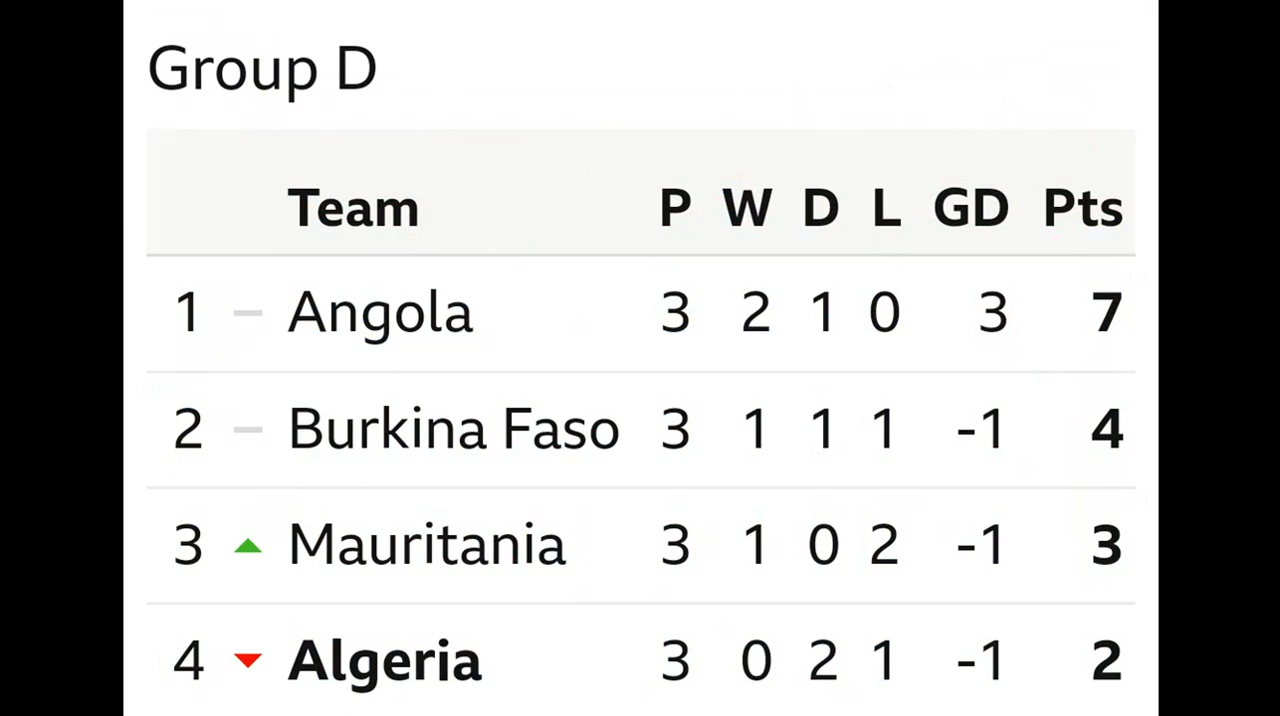 Group D
Team P W D L GD Pts
1 – Angola 3 2 1 0 3 7
2 – Burkina Faso 3 1 1 1 -1 4
3 Mauritania 3 1 0 2 -1 3
4 Algeria 3 0 2 1 -1 2